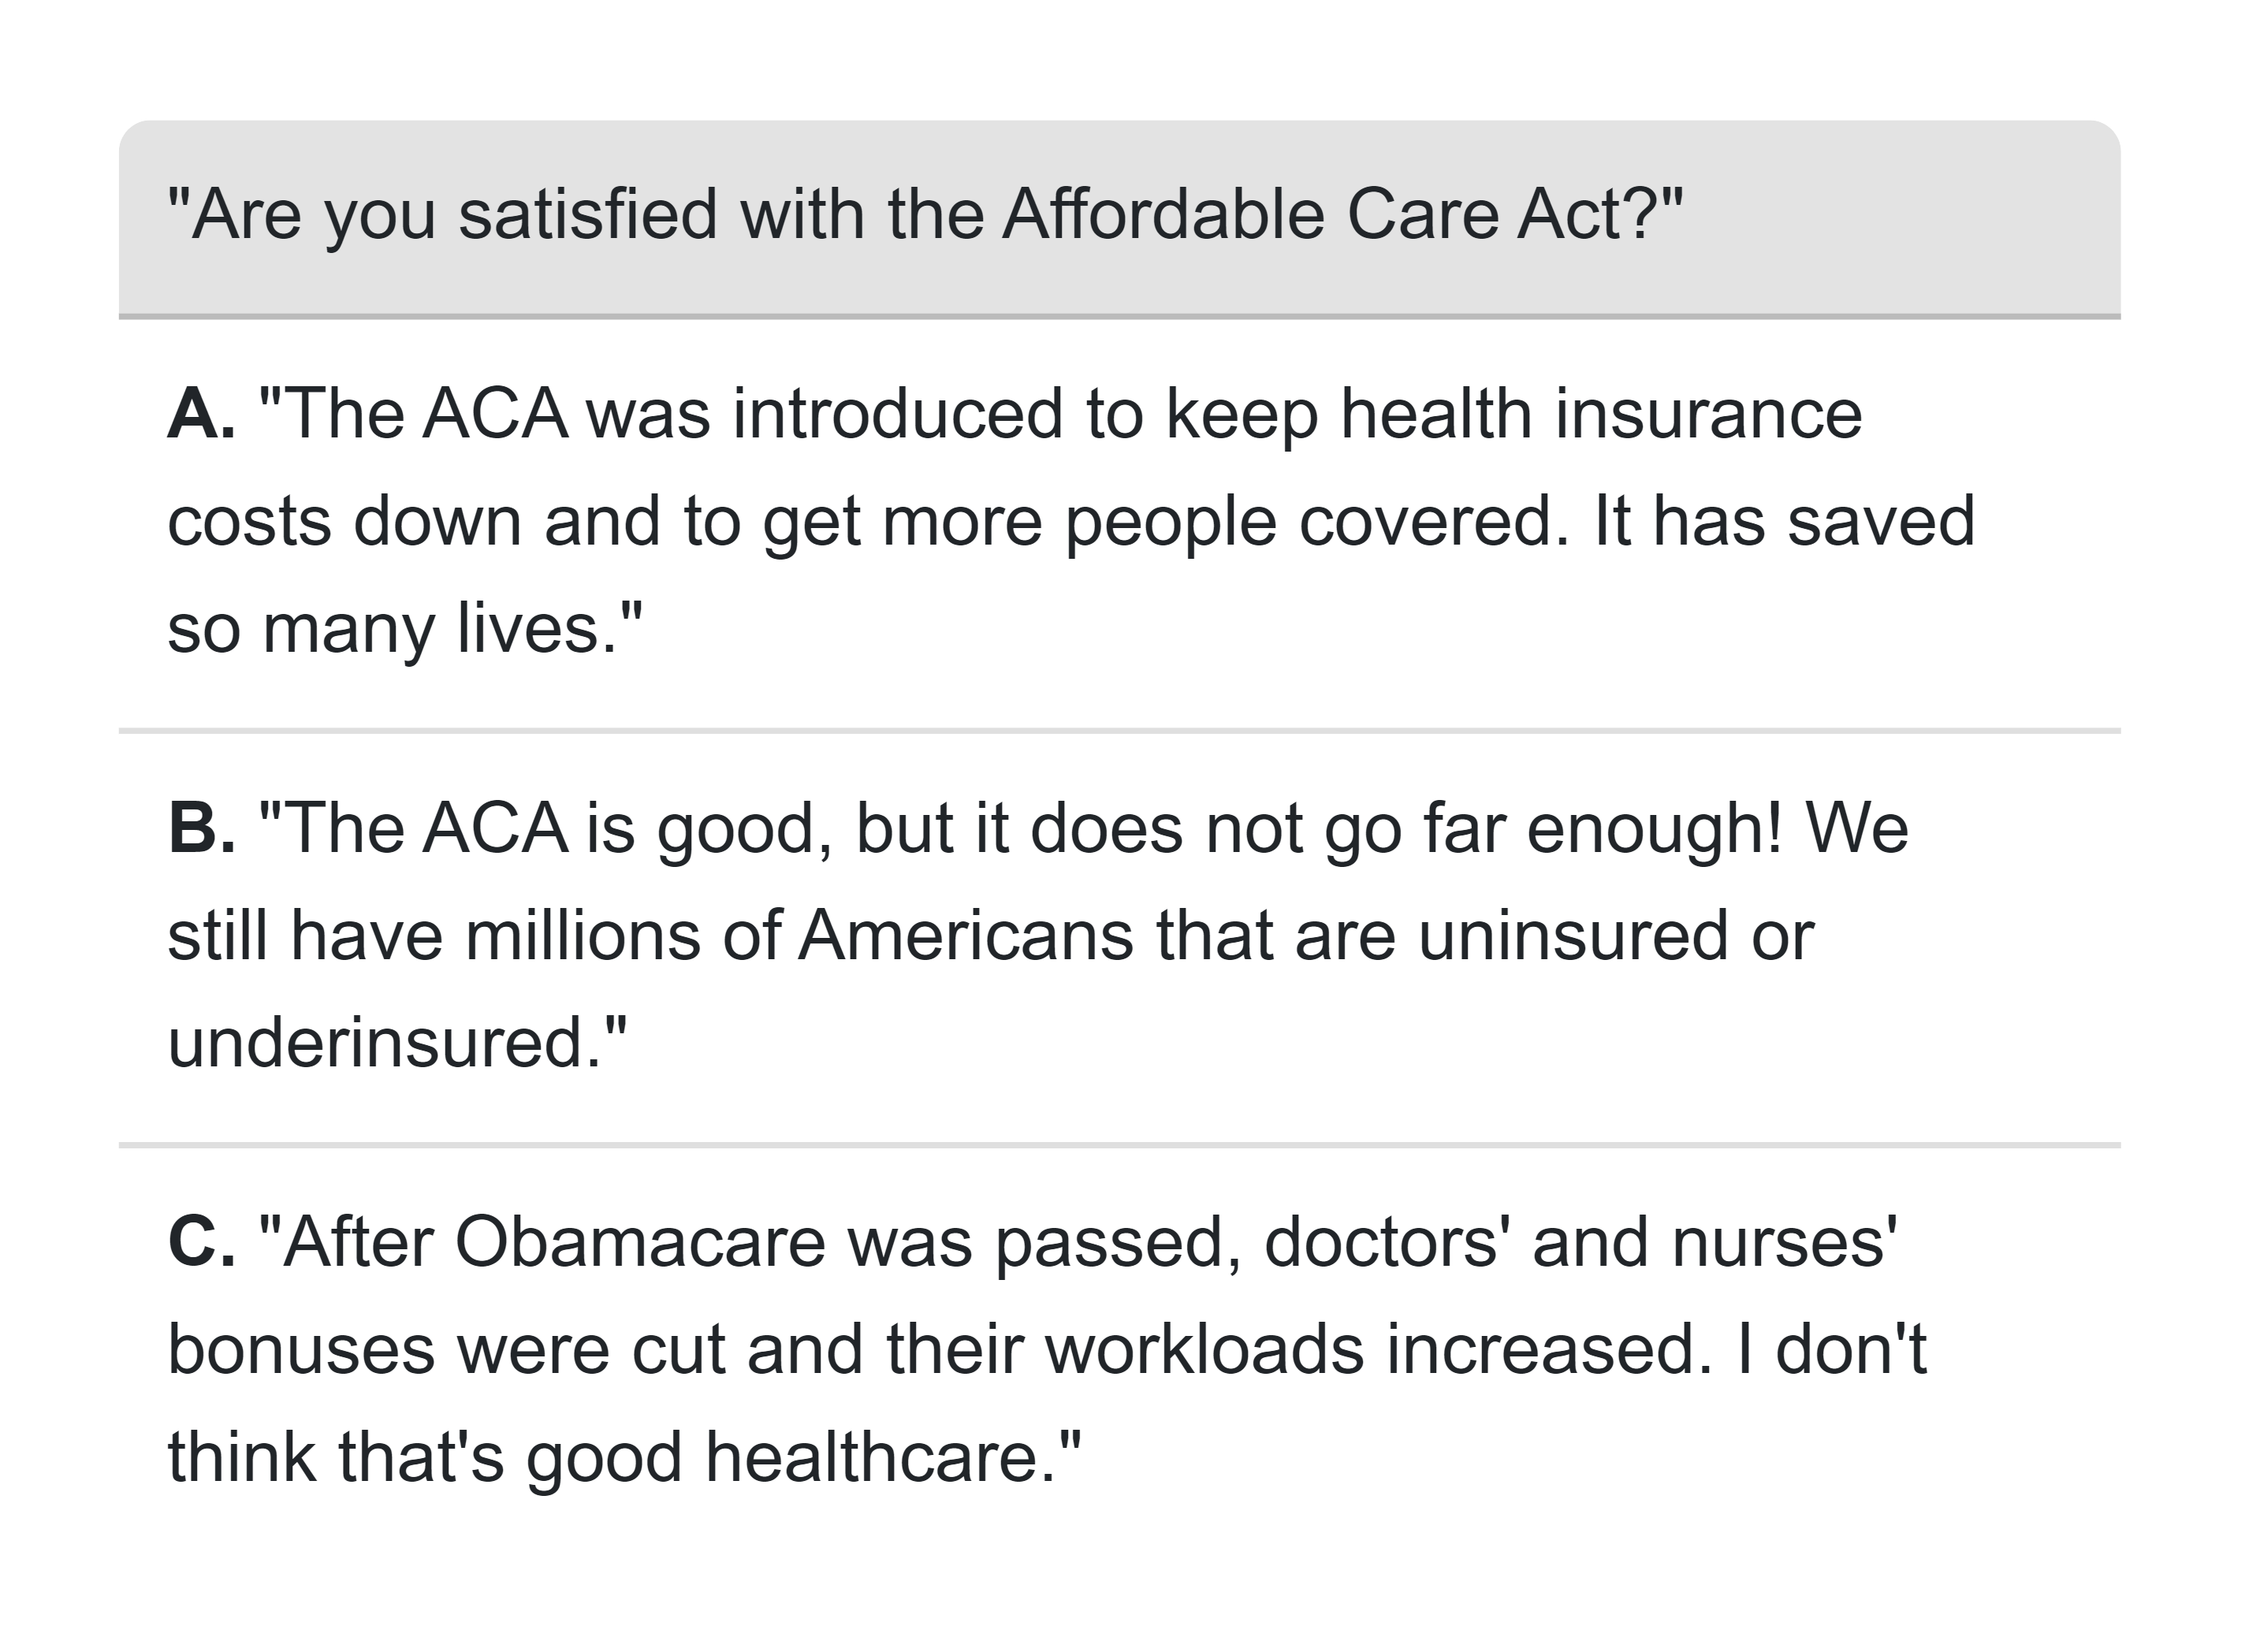 "Are you satisfied with the Affordable Care Act?"
A. "The ACA was introduced to keep health insurance
costs down and to get more people covered. It has saved
so many lives."
B. "The ACA is good, but it does not go far enough! We
still have millions of Americans that are uninsured or
underinsured."
C. "After Obamacare was passed, doctors' and nurses'
bonuses were cut and their workloads increased. I don't
think that's good healthcare."